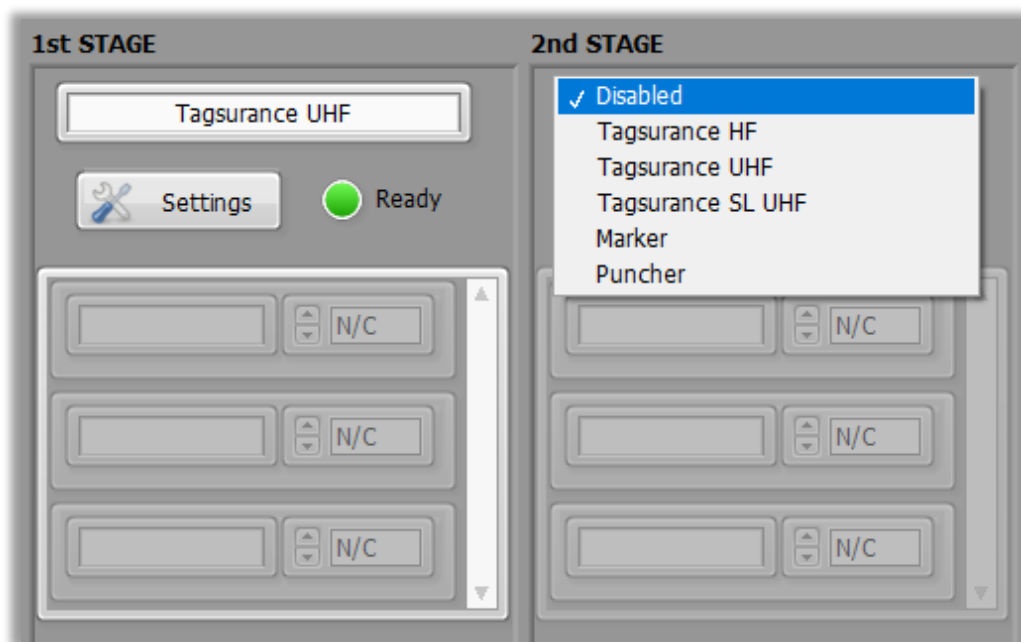 1st STAGE
Tagsurance UHF
Settings
Ready
N/C
N/C
N/C
2nd STAGE
✓ Disabled
Tagsurance HF
Tagsurance UHF
Tagsurance SL UHF
Marker
Puncher
N/C
N/C
N/C